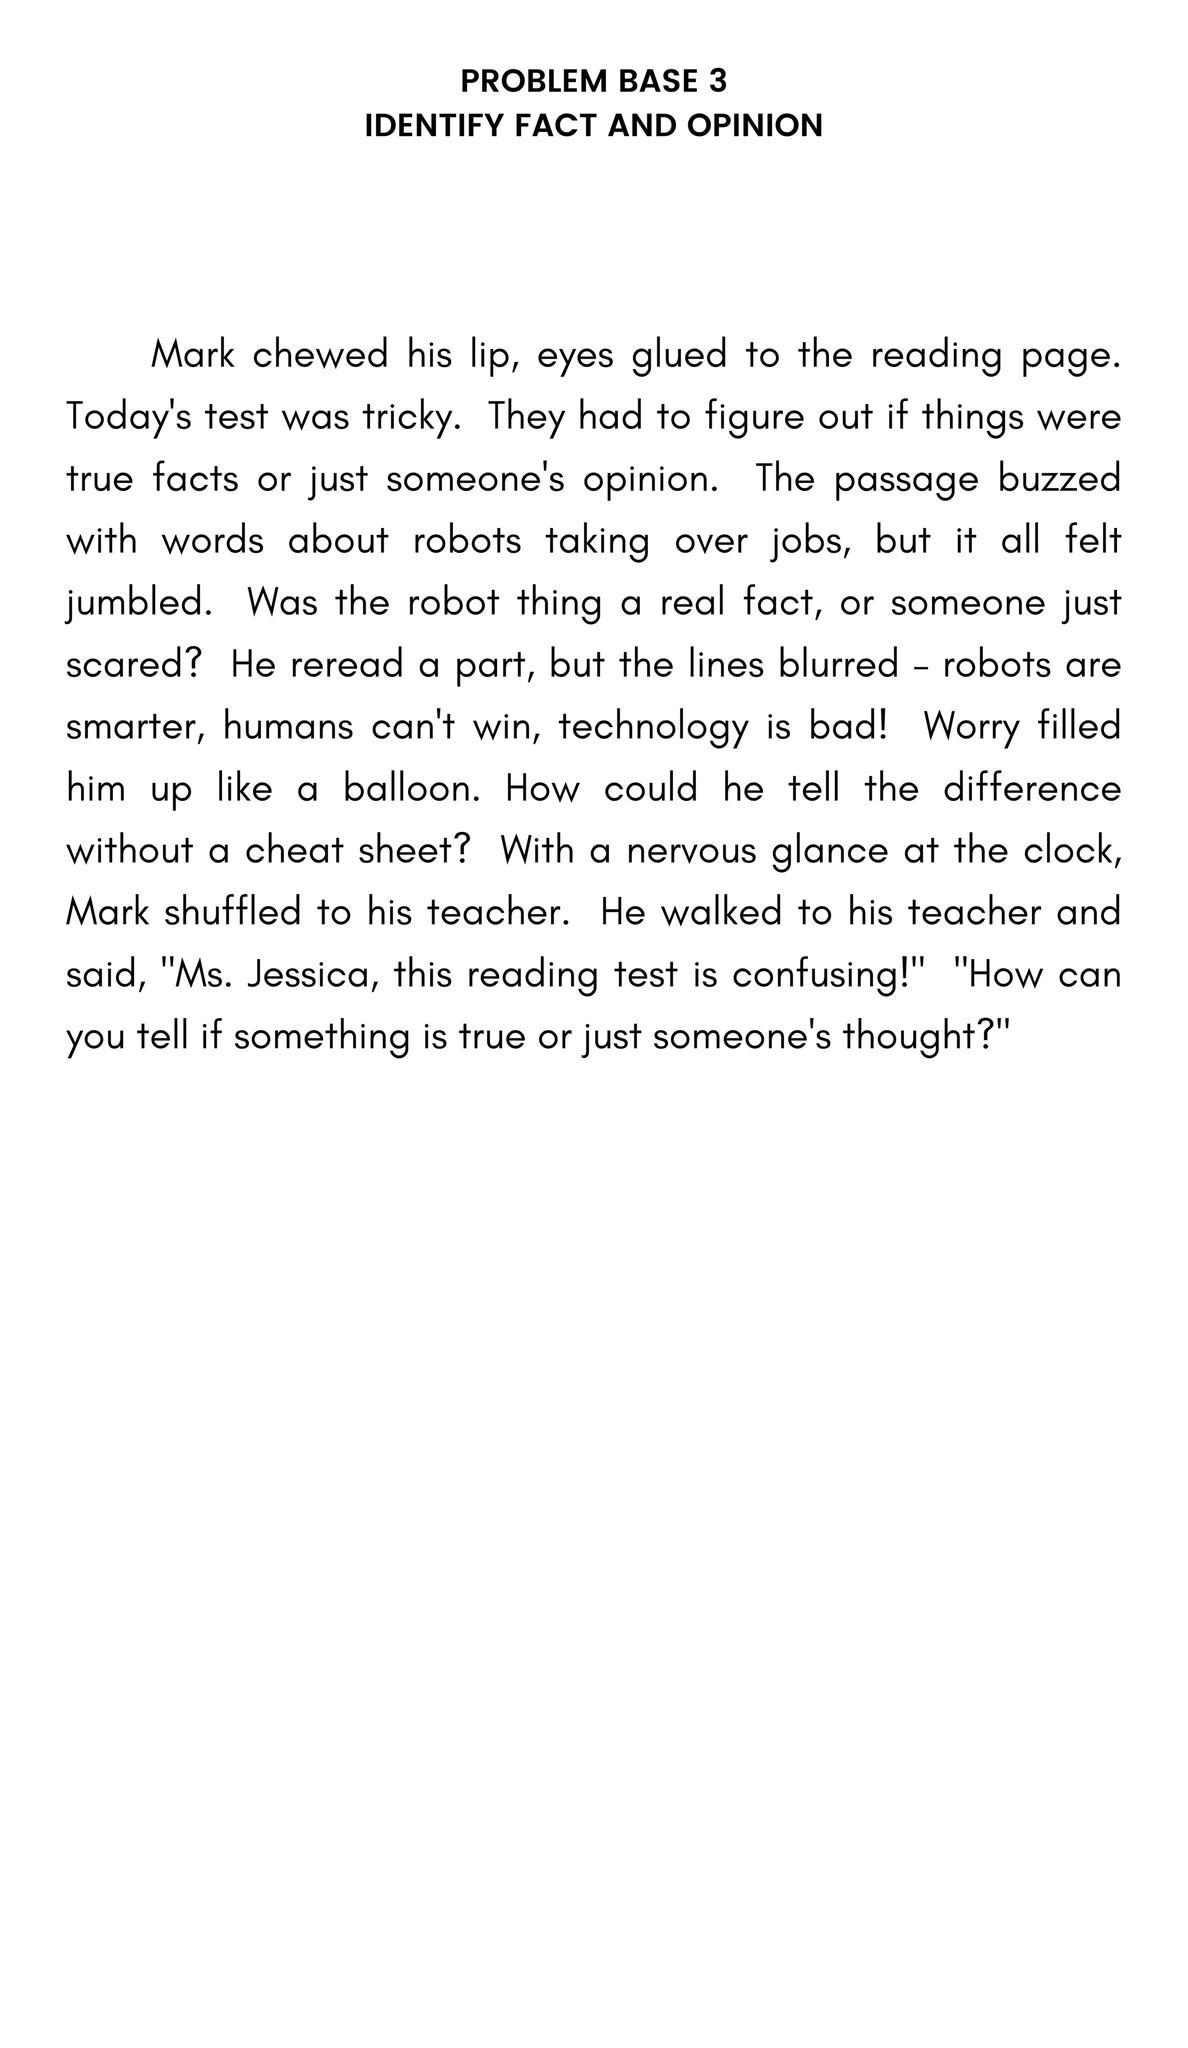 PROBLEM BASE 3
IDENTIFY FACT AND OPINION
Mark chewed his lip, eyes glued to the reading page.
Today's test was tricky.  They had to figure out if things were
true facts or just someone's opinion.  The passage buzzed
with words about robots taking over jobs, but it all felt
jumbled.  Was the robot thing a real fact, or someone just
scared?  He reread a part, but the lines blurred – robots are
smarter, humans can't win, technology is bad!  Worry filled
him up like a balloon. How could he tell the difference
without a cheat sheet?  With a nervous glance at the clock,
Mark shuffled to his teacher.  He walked to his teacher and
said, "Ms. Jessica, this reading test is confusing!"  "How can
you tell if something is true or just someone's thought?"